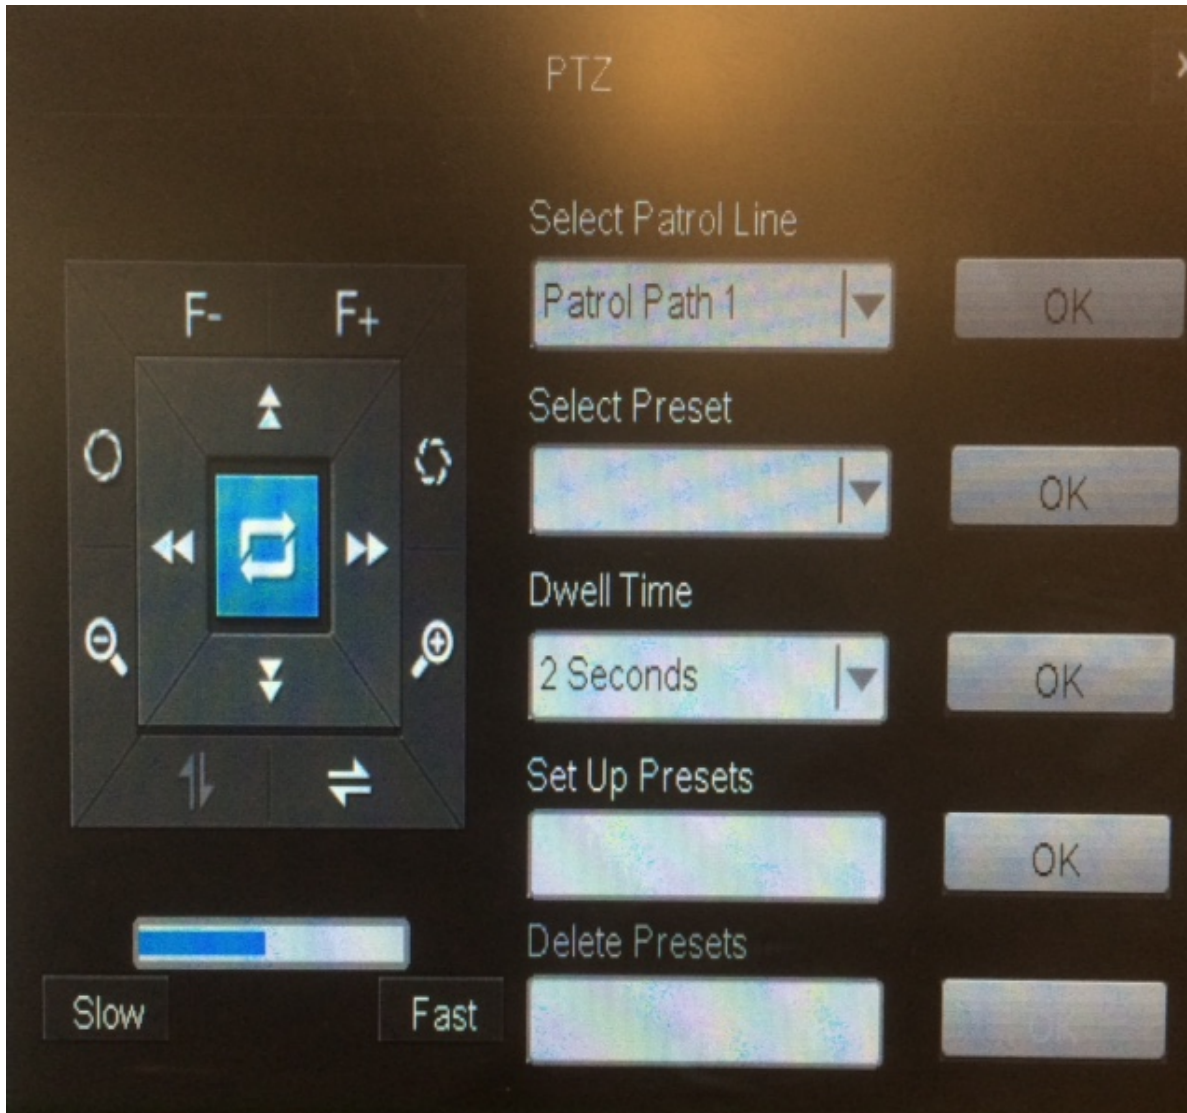 PTZ
Select Patrol Line
Patrol Path 1
OK
F-
F+
Select Preset
OK
Dwell Time
2 Seconds
OK
Set Up Presets
OK
Delete Presets
OK
Slow
Fast